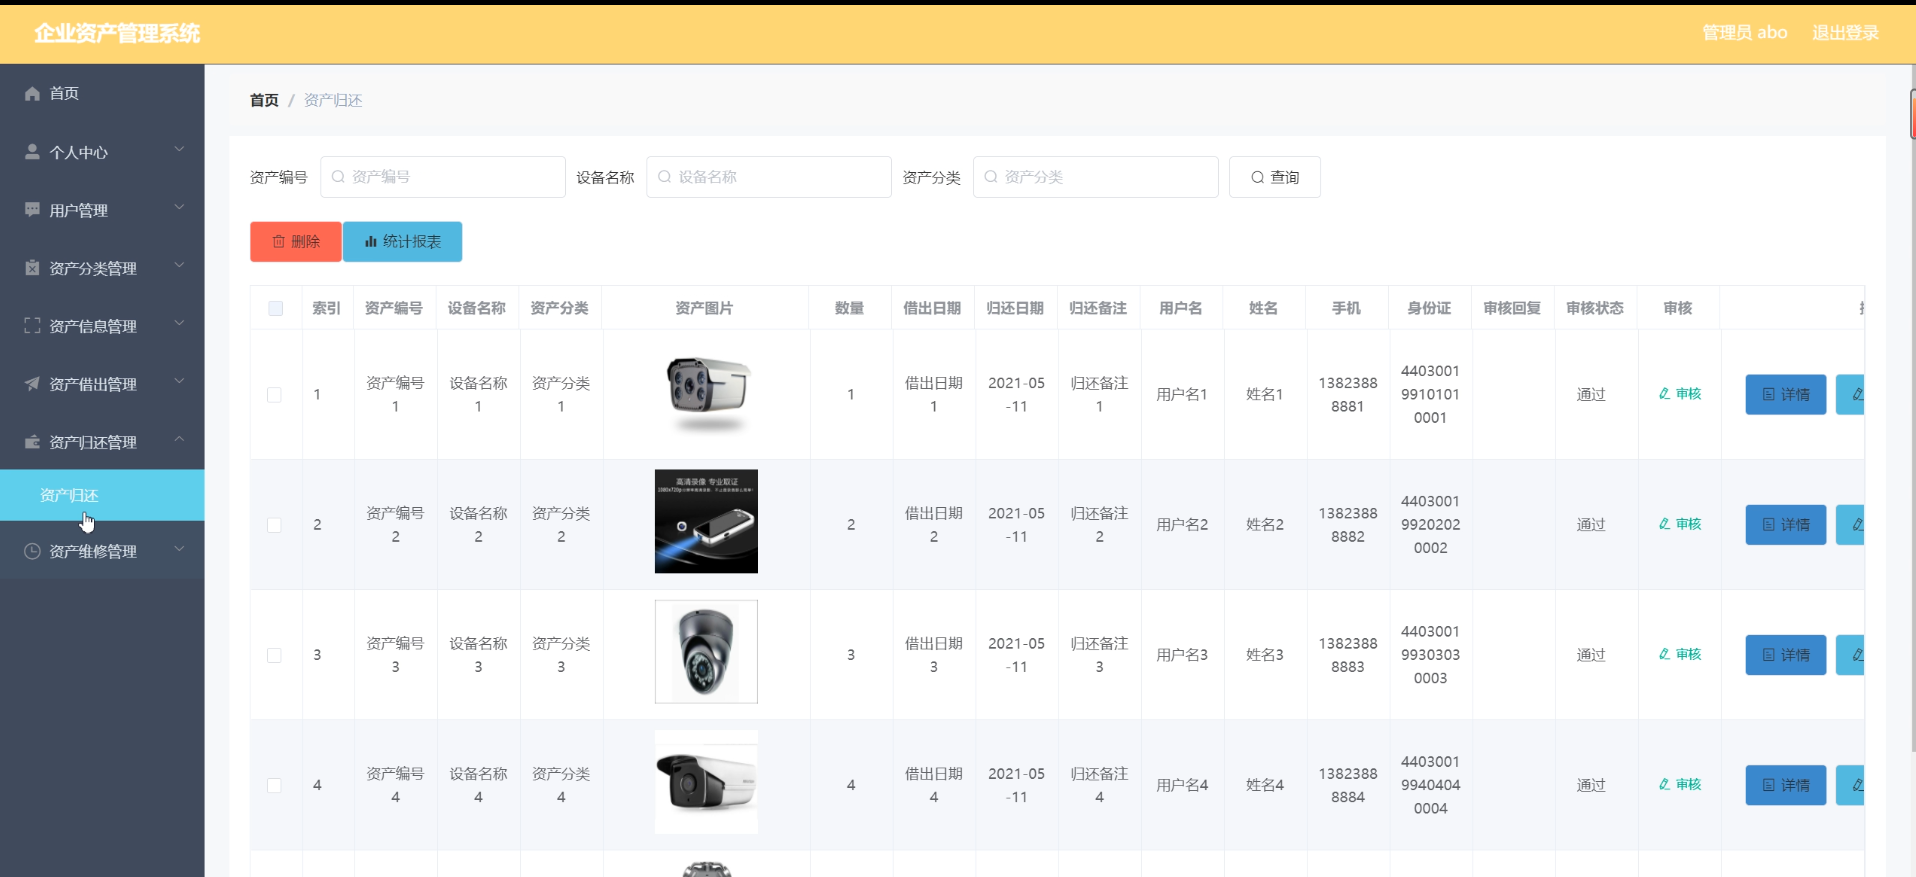 企业资产管理系统
管理员 abo 退出登录
首页
个人中心
用户管理
资产分类管理
资产信息管理
资产借出管理
资产归还管理
资产归还
资产维修管理
首页 / 资产归还
资产编号 资产编号 设备名称 设备名称 资产分类 资产分类 查询
删除 统计报表
索引 资产编号 设备名称 资产分类 资产图片 数量 借出日期 归还日期 归还备注 用户名 姓名 手机 身份证 审核回复 审核状态 审核
1 资产编号1 设备名称1 资产分类1 1 借出日期1 2021-05-11 归还备注1 用户名1 姓名1 13823888881 440300199101010001 通过 审核 详情
高清录像 专业取证
2 资产编号2 设备名称2 资产分类2 2 借出日期2 2021-05-11 归还备注2 用户名2 姓名2 13823888882 440300199202020002 通过 审核 详情
3 资产编号3 设备名称3 资产分类3 3 借出日期3 2021-05-11 归还备注3 用户名3 姓名3 13823888883 440300199303030003 通过 审核 详情
4 资产编号4 设备名称4 资产分类4 4 借出日期4 2021-05-11 归还备注4 用户名4 姓名4 13823888884 440300199404040004 通过 审核 详情